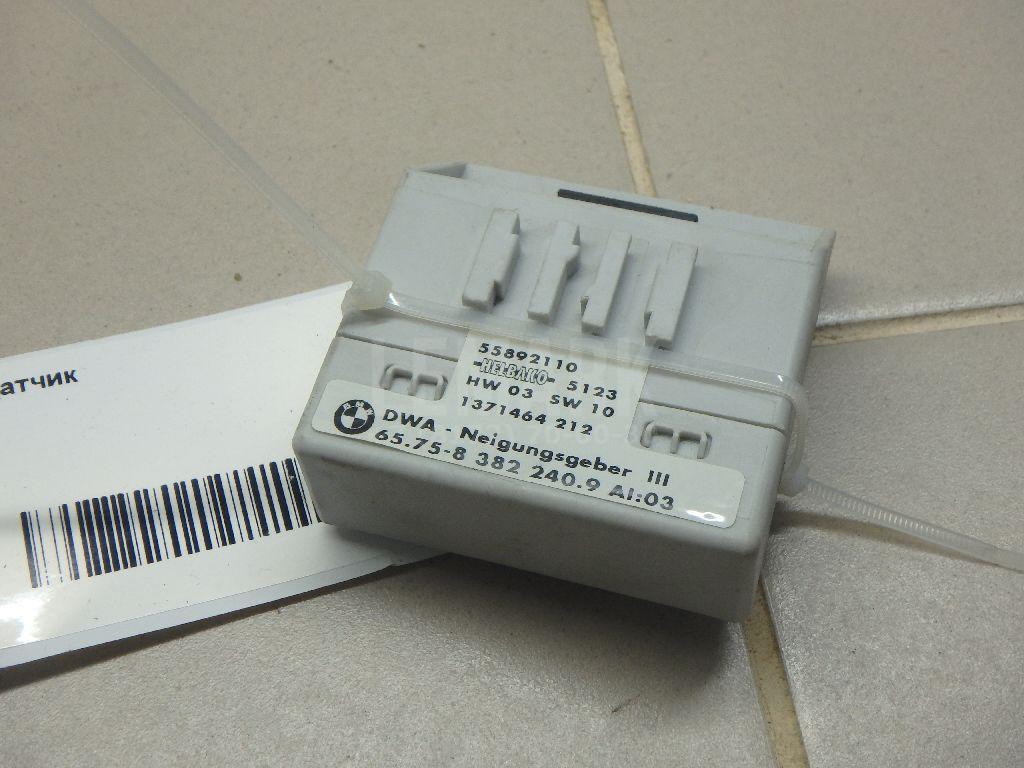 атчик
55892110
-HELBAKO- 5123
HW 03 SW 10
1371464 212
BMW
DWA - Neigungsgeber III
65.75-8 382 240.9 AI:03